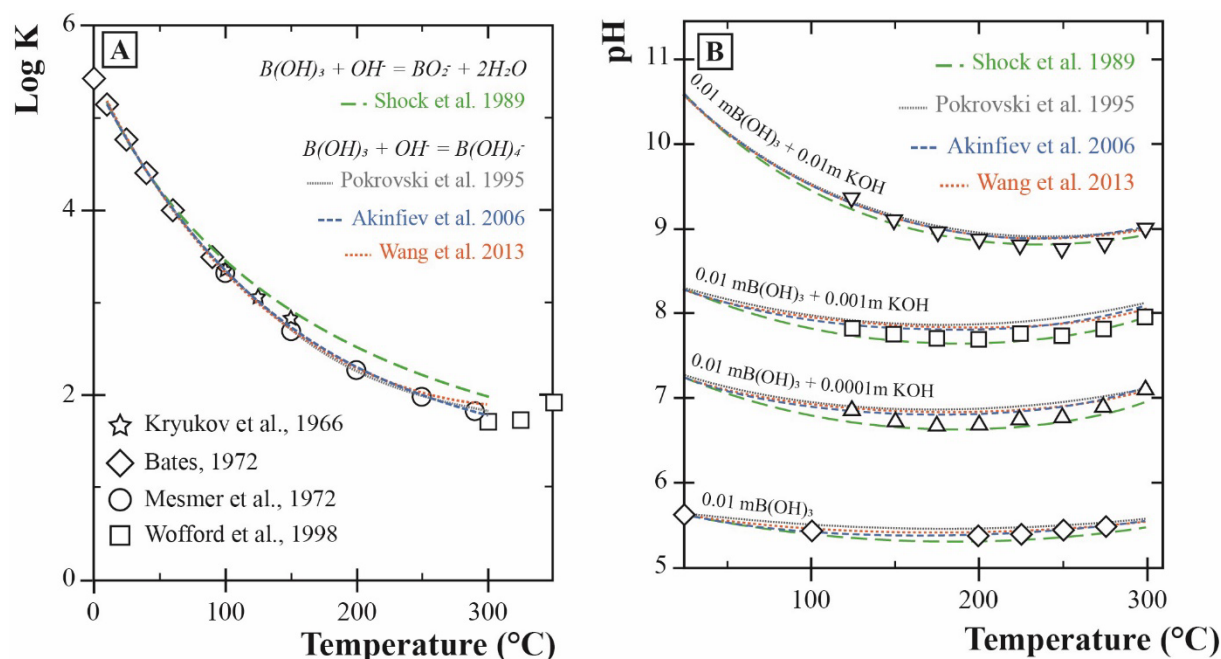 A
Log K
6
4
2
0
B(OH)₃ + OH⁻ = BO₂⁻ + 2H₂O
Shock et al. 1989
B(OH)₃ + OH⁻ = B(OH)₄⁻
Pokrovski et al. 1995
Akinfiev et al. 2006
Wang et al. 2013
Kryukov et al., 1966
Bates, 1972
Mesmer et al., 1972
Wofford et al., 1998
0 100 200 300
Temperature (°C)
B
pH
11
10
9
8
7
6
5
Shock et al. 1989
Pokrovski et al. 1995
Akinfiev et al. 2006
Wang et al. 2013
0.01 mB(OH)₃ + 0.01m KOH
0.01 mB(OH)₃ + 0.001m KOH
0.01 mB(OH)₃ + 0.0001m KOH
0.01 mB(OH)₃
100 200 300
Temperature (°C)